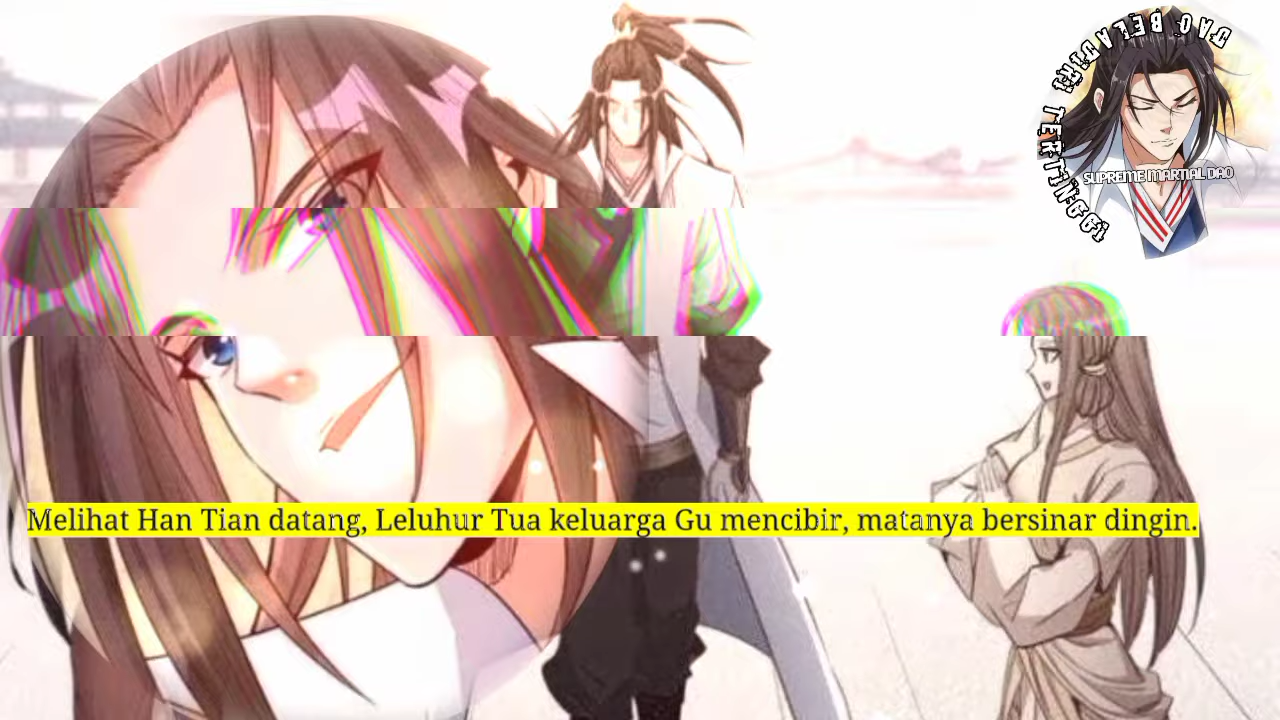 DAO BELADIRI TERTINGGI
SUPREME MARTIAL DAO
Melihat Han Tian datang, Leluhur Tua keluarga Gu mencibir, matanya bersinar dingin.